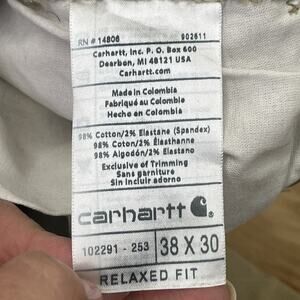 RN # 14806 902611
Carhartt, Inc. P.O. Box 600
Dearbon, MI 48121 USA
Carhartt.com
Made in Colombia
Fabriqué au Colombie
Hecho en Colombia
98% Cotton/2% Elastane (Spandex)
98% Coton/2% Élasthanne
98% Algodón/2% Elastano
Exclusive of Trimming
Sans garniture
Sin incluir adorno
carhartt
102291 - 253 38 X 30
RELAXED FIT